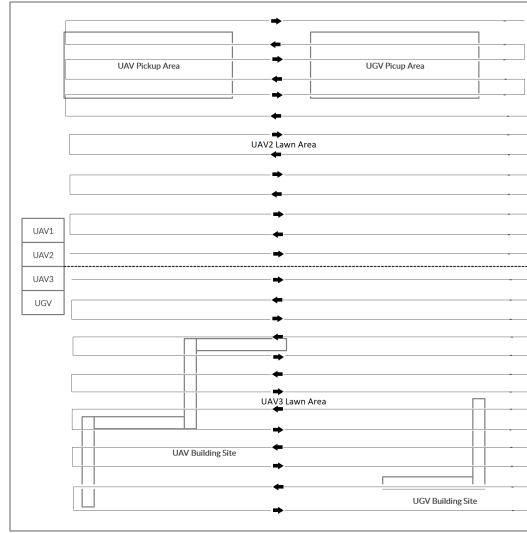 UAV Pickup Area
UGV Picup Area
UAV2 Lawn Area
UAV1
UAV2
UAV3
UGV
UAV3 Lawn Area
UAV Building Site
UGV Building Site